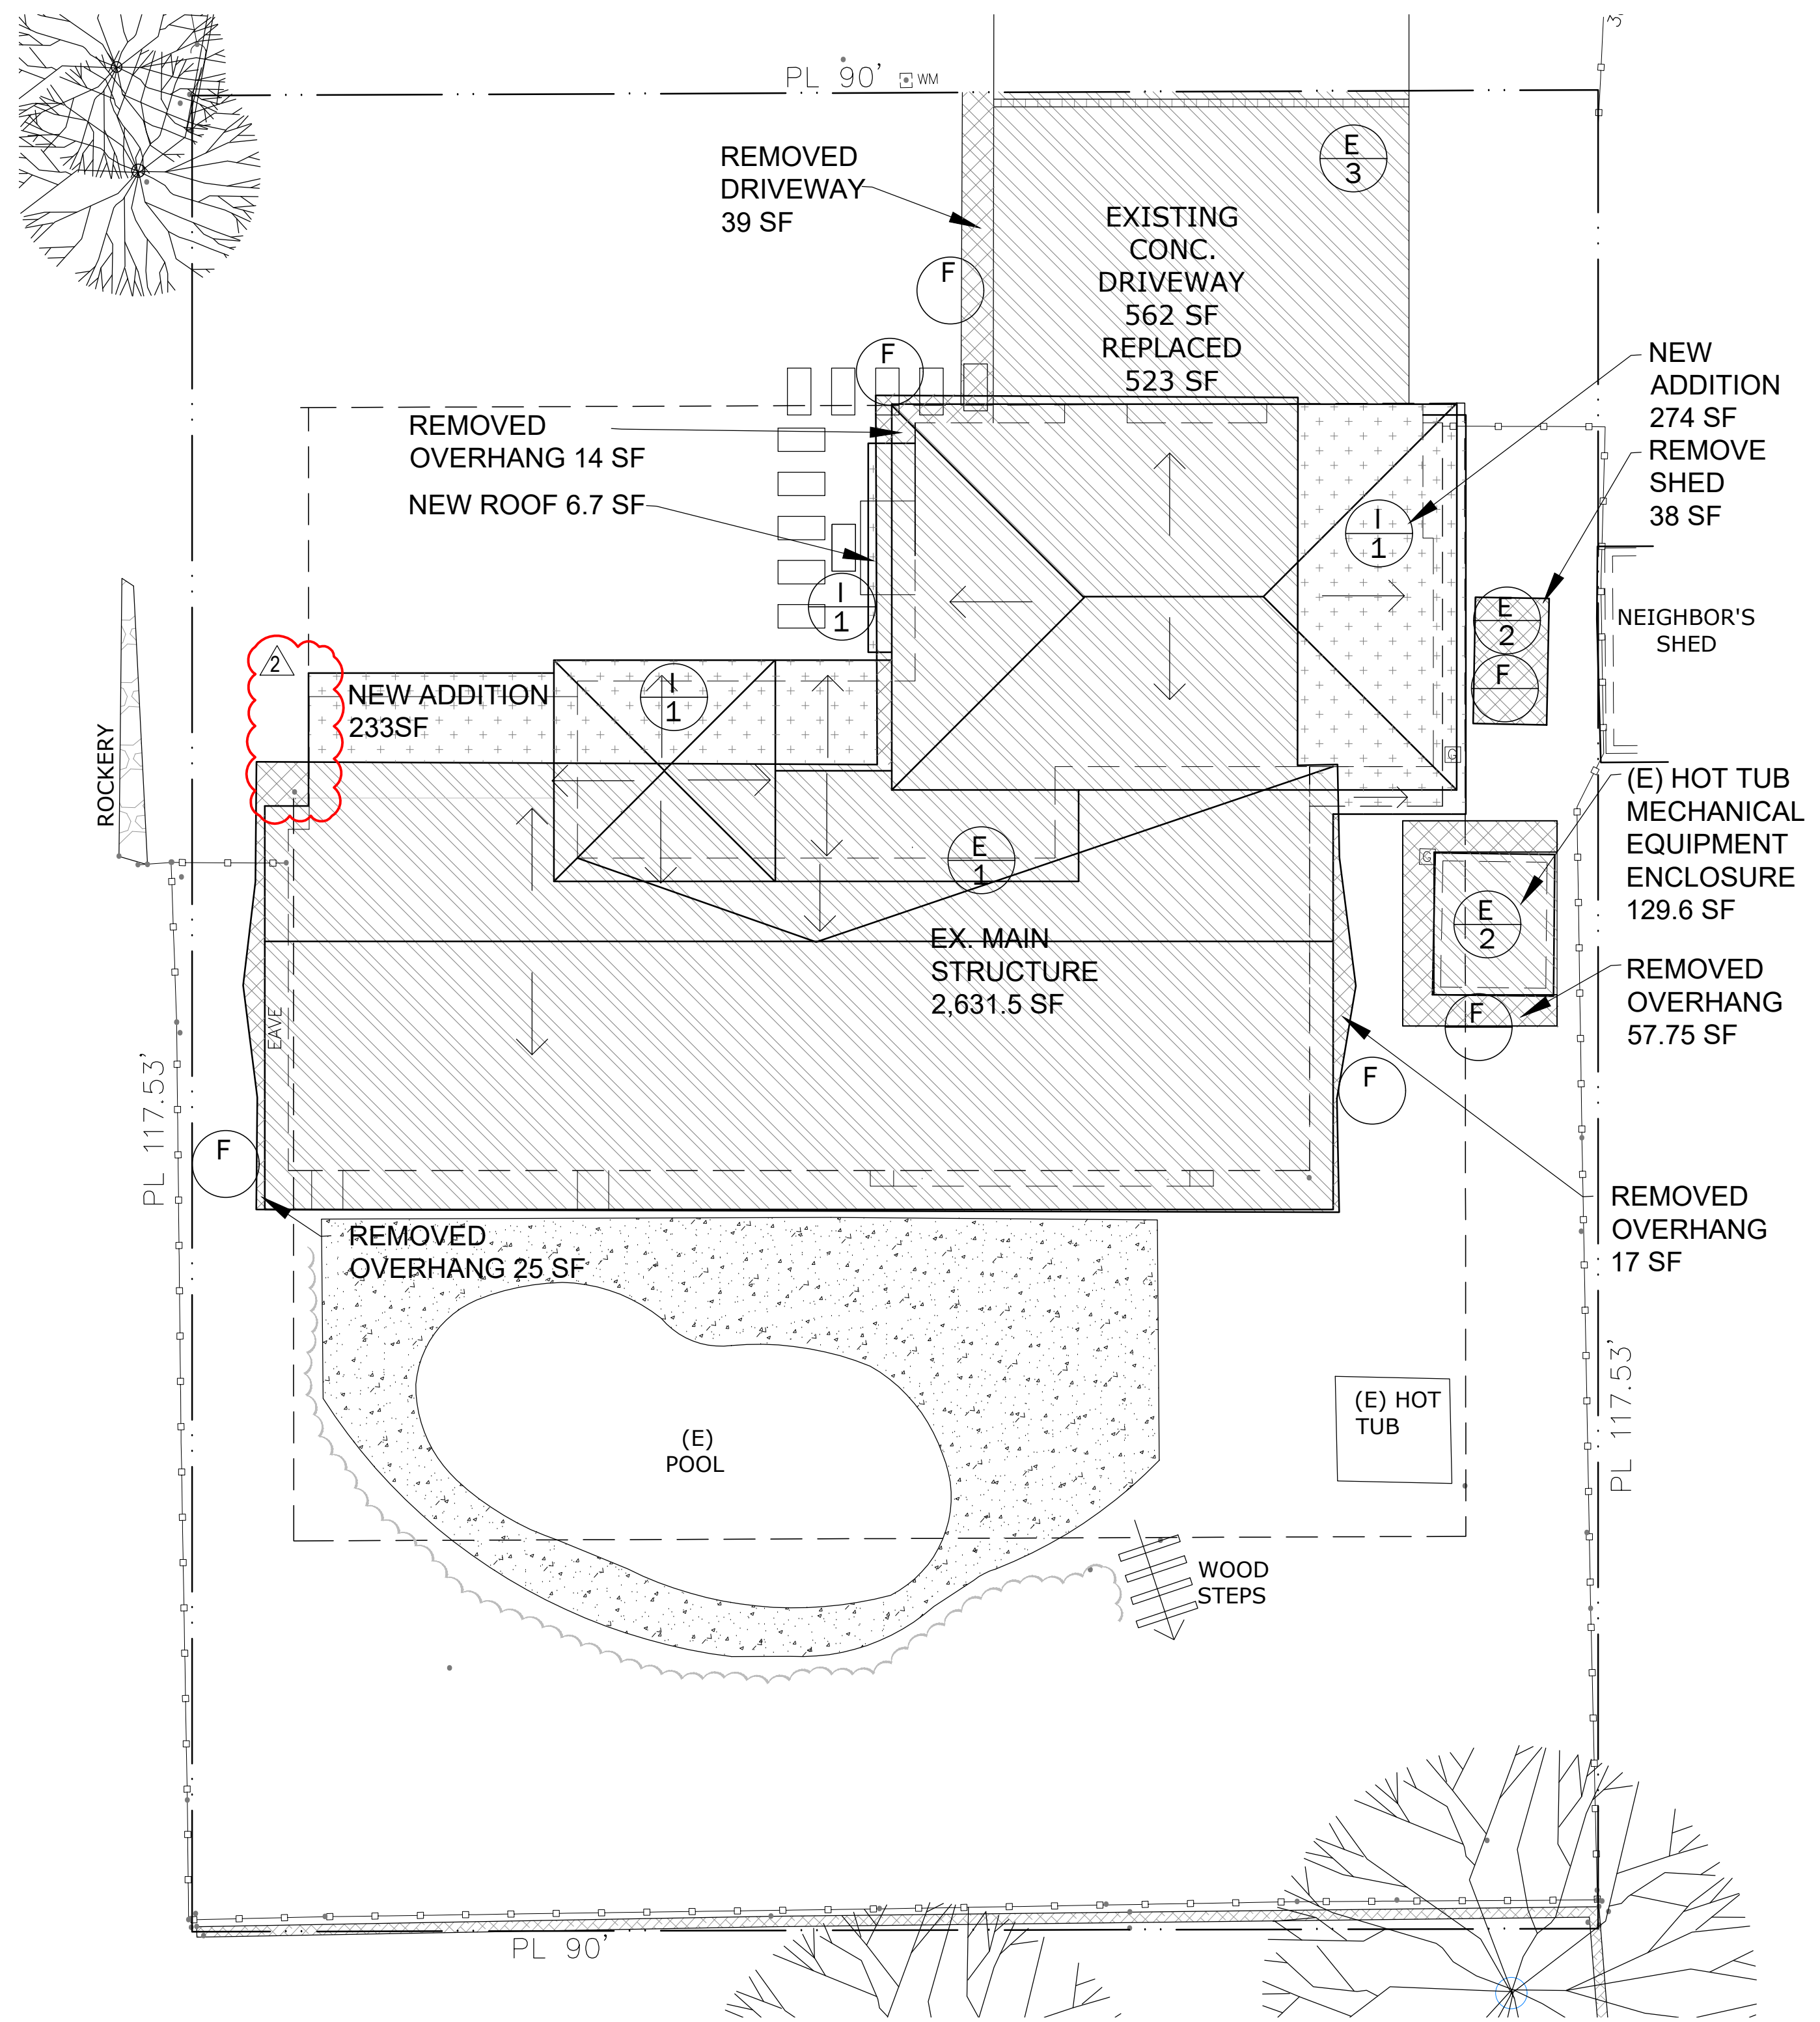 PL 90'
WM
3
REMOVED
DRIVEWAY
39 SF
E
3
EXISTING
CONC.
DRIVEWAY
562 SF
REPLACED
523 SF
F
F
NEW
ADDITION
274 SF
REMOVE
SHED
38 SF
REMOVED
OVERHANG 14 SF
NEW ROOF 6.7 SF
I
1
I
1
E
2
F
NEIGHBOR'S
SHED
2
NEW ADDITION
233SF
I
1
ROCKERY
G
(E) HOT TUB
MECHANICAL
EQUIPMENT
ENCLOSURE
129.6 SF
E
1
G
E
2
EX. MAIN
STRUCTURE
2,631.5 SF
REMOVED
OVERHANG
57.75 SF
F
EAVE
F
PL 117.53'
F
REMOVED
OVERHANG
17 SF
REMOVED
OVERHANG 25 SF
(E)
POOL
(E) HOT
TUB
PL 117.53'
WOOD
STEPS
PL 90'